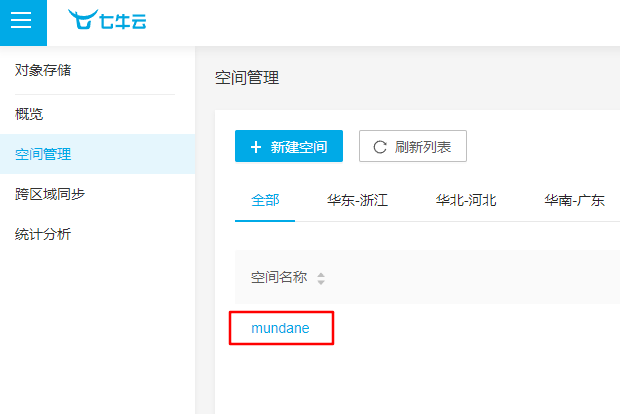 七牛云
对象存储
概览
空间管理
跨区域同步
统计分析
空间管理
+ 新建空间 刷新列表
全部 华东-浙江 华北-河北 华南-广东
空间名称
mundane